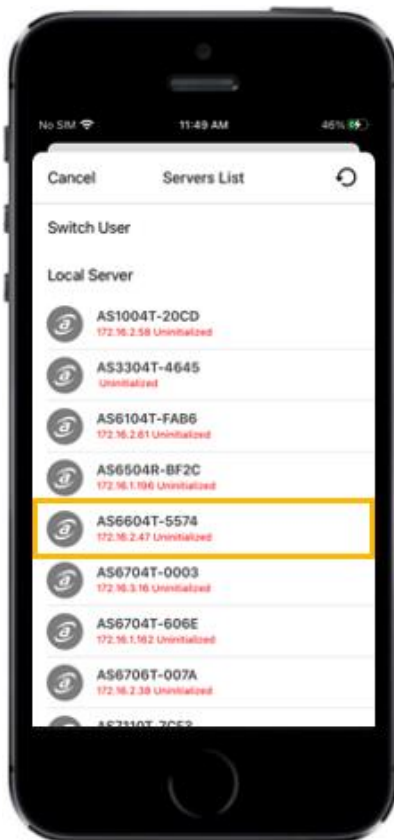 No SIM 11:49 AM 46%
Cancel Servers List
Switch User
Local Server
AS1004T-20CD
172.16.2.58 Uninitialized
AS3304T-4645
Uninitialized
AS6104T-FAB6
172.16.2.61 Uninitialized
AS6504R-BF2C
172.16.1.196 Uninitialized
AS6604T-5574
172.16.2.47 Uninitialized
AS6704T-0003
172.16.3.16 Uninitialized
AS6704T-606E
172.16.1.162 Uninitialized
AS6706T-007A
172.16.2.38 Uninitialized